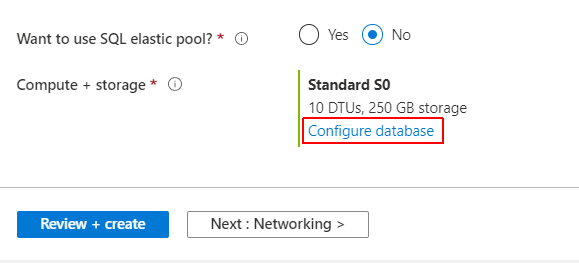 Want to use SQL elastic pool? * Yes No
Compute + storage * Standard S0
10 DTUs, 250 GB storage
Configure database
Review + create Next : Networking >